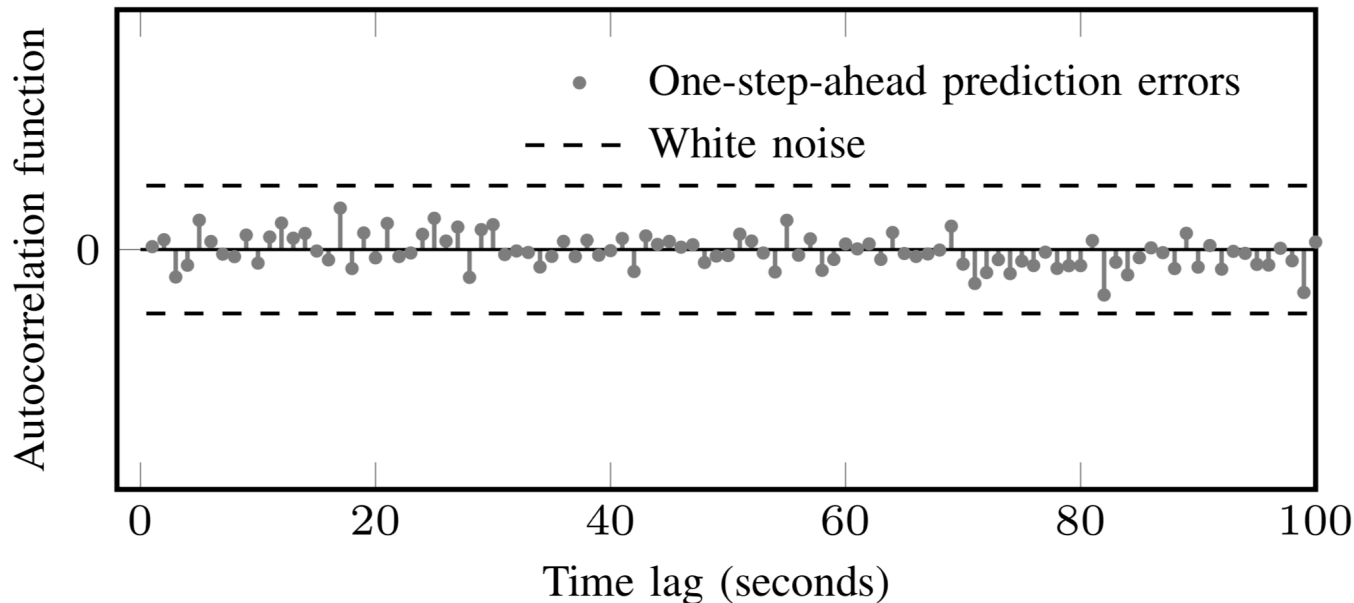 Autocorrelation function
One-step-ahead prediction errors
White noise
0
0 20 40 60 80 100
Time lag (seconds)